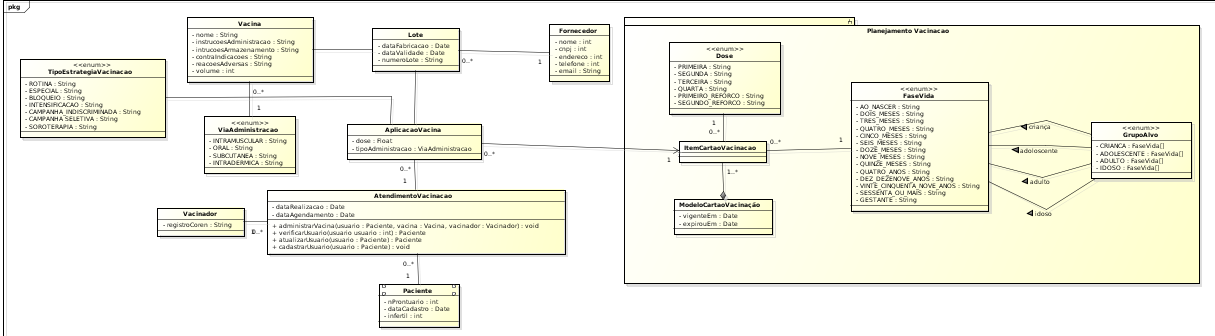 pkg
Vacina
- nome : String
- instrucoesAdministracao : String
- intrucoesArmazenamento : String
- contraindicacoes : String
- reacoesAdversas : String
- volume : int
Lote
- dataFabricacao : Date
- dataValidade : Date
- numeroLote : String
0..*
1
Fornecedor
- nome : int
- cnpj : int
- endereco : int
- telefone : int
- email : String
<<enum>>
TipoEstrategiaVacinacao
- ROTINA : String
- ESPECIAL : String
- BLOQUEIO : String
- INTENSIFICACAO : String
- CAMPANHA_INDISCRIMINADA : String
- CAMPANHA_SELETIVA : String
- SOROTERAPIA : String
0..*
1
<<enum>>
ViaAdministracao
- INTRAMUSCULAR : String
- ORAL : String
- SUBCUTANEA : String
- INTRADERMICA : String
AplicacaoVacina
- dose : Float
- tipoAdministracao : ViaAdministracao
0..*
1
0..*
1
AtendimentoVacinacao
- dataRealizacao : Date
- dataAgendamento : Date
+ administrarVacina(usuario : Paciente, vacina : Vacina, vacinador : Vacinador) : void
+ verificarUsuario(usuario usuario : int) : Paciente
+ atualizarUsuario(usuario : Paciente) : Paciente
+ cadastrarUsuario(usuario : Paciente) : void
Vacinador
- registroCoren : String
0..*
0..*
1
Paciente
- nProntuario : int
- dataCadastro : Date
- infertil : int
Planejamento Vacinacao
<<enum>>
Dose
- PRIMEIRA : String
- SEGUNDA : String
- TERCEIRA : String
- QUARTA : String
- PRIMEIRO_REFORCO : String
- SEGUNDO_REFORCO : String
1
0..*
ItemCartaoVacinacao
0..*
1
1..*
ModeloCartaoVacinação
- vigenteEm : Date
- expirouEm : Date
<<enum>>
FaseVida
- AO_NASCER : String
- DOIS_MESES : String
- TRES_MESES : String
- QUATRO_MESES : String
- CINCO_MESES : String
- SEIS_MESES : String
- DOZE_MESES : String
- NOVE_MESES : String
- QUINZE_MESES : String
- QUATRO_ANOS : String
- DEZ_DEZENOVE_ANOS : String
- VINTE_CINQUENTA_NOVE_ANOS : String
- SESSENTA_OU_MAIS : String
- GESTANTE : String
criança
adoloscente
adulto
idoso
<<enum>>
GrupoAlvo
- CRIANCA : FaseVida[]
- ADOLESCENTE : FaseVida[]
- ADULTO : FaseVida[]
- IDOSO : FaseVida[]